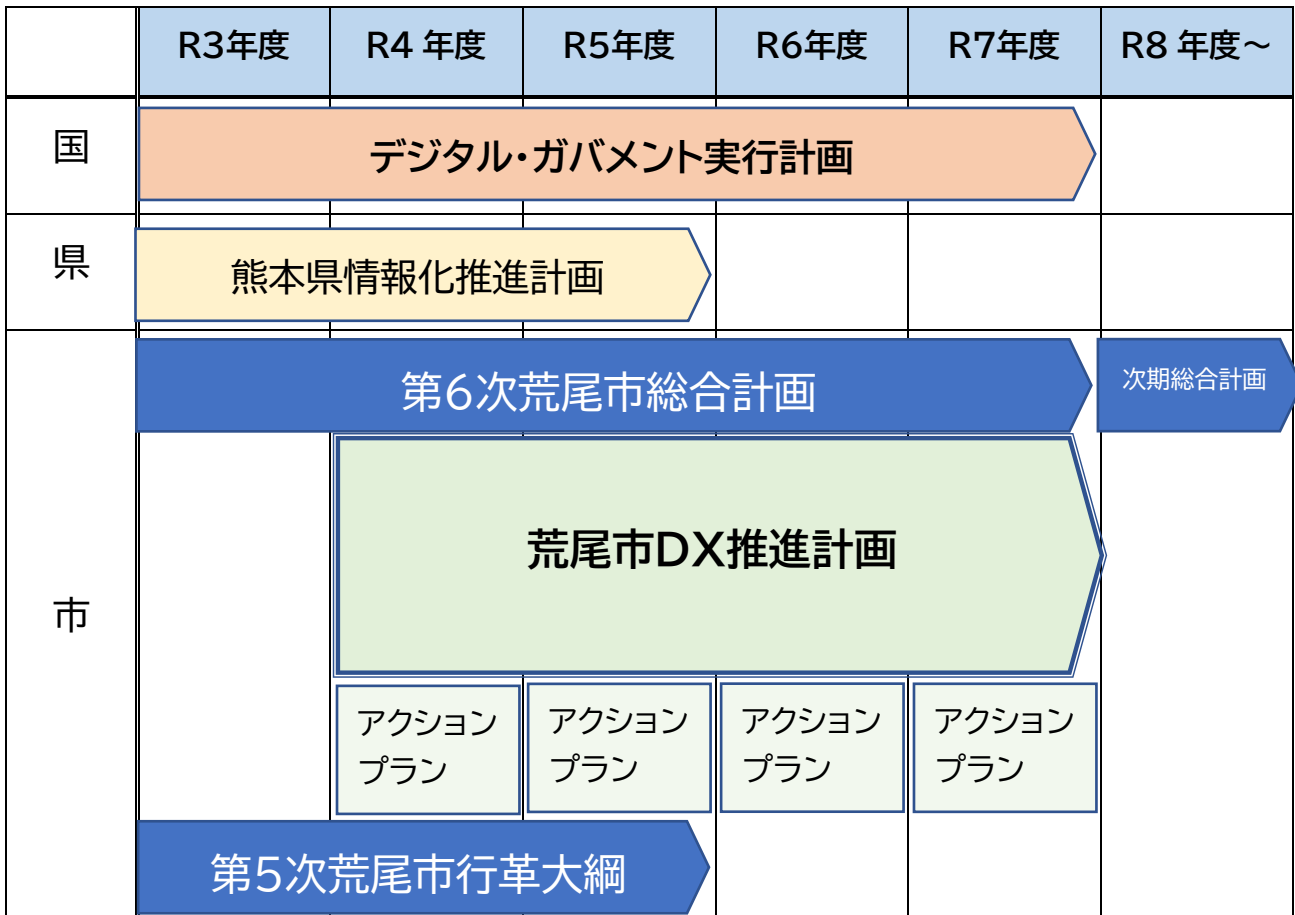 R3年度 R4 年度 R5年度 R6年度 R7年度 R8 年度～
国
デジタル・ガバメント実行計画
県
熊本県情報化推進計画
市
第6次荒尾市総合計画
次期総合計画
荒尾市DX推進計画
アクション
プラン
アクション
プラン
アクション
プラン
アクション
プラン
第5次荒尾市行革大綱